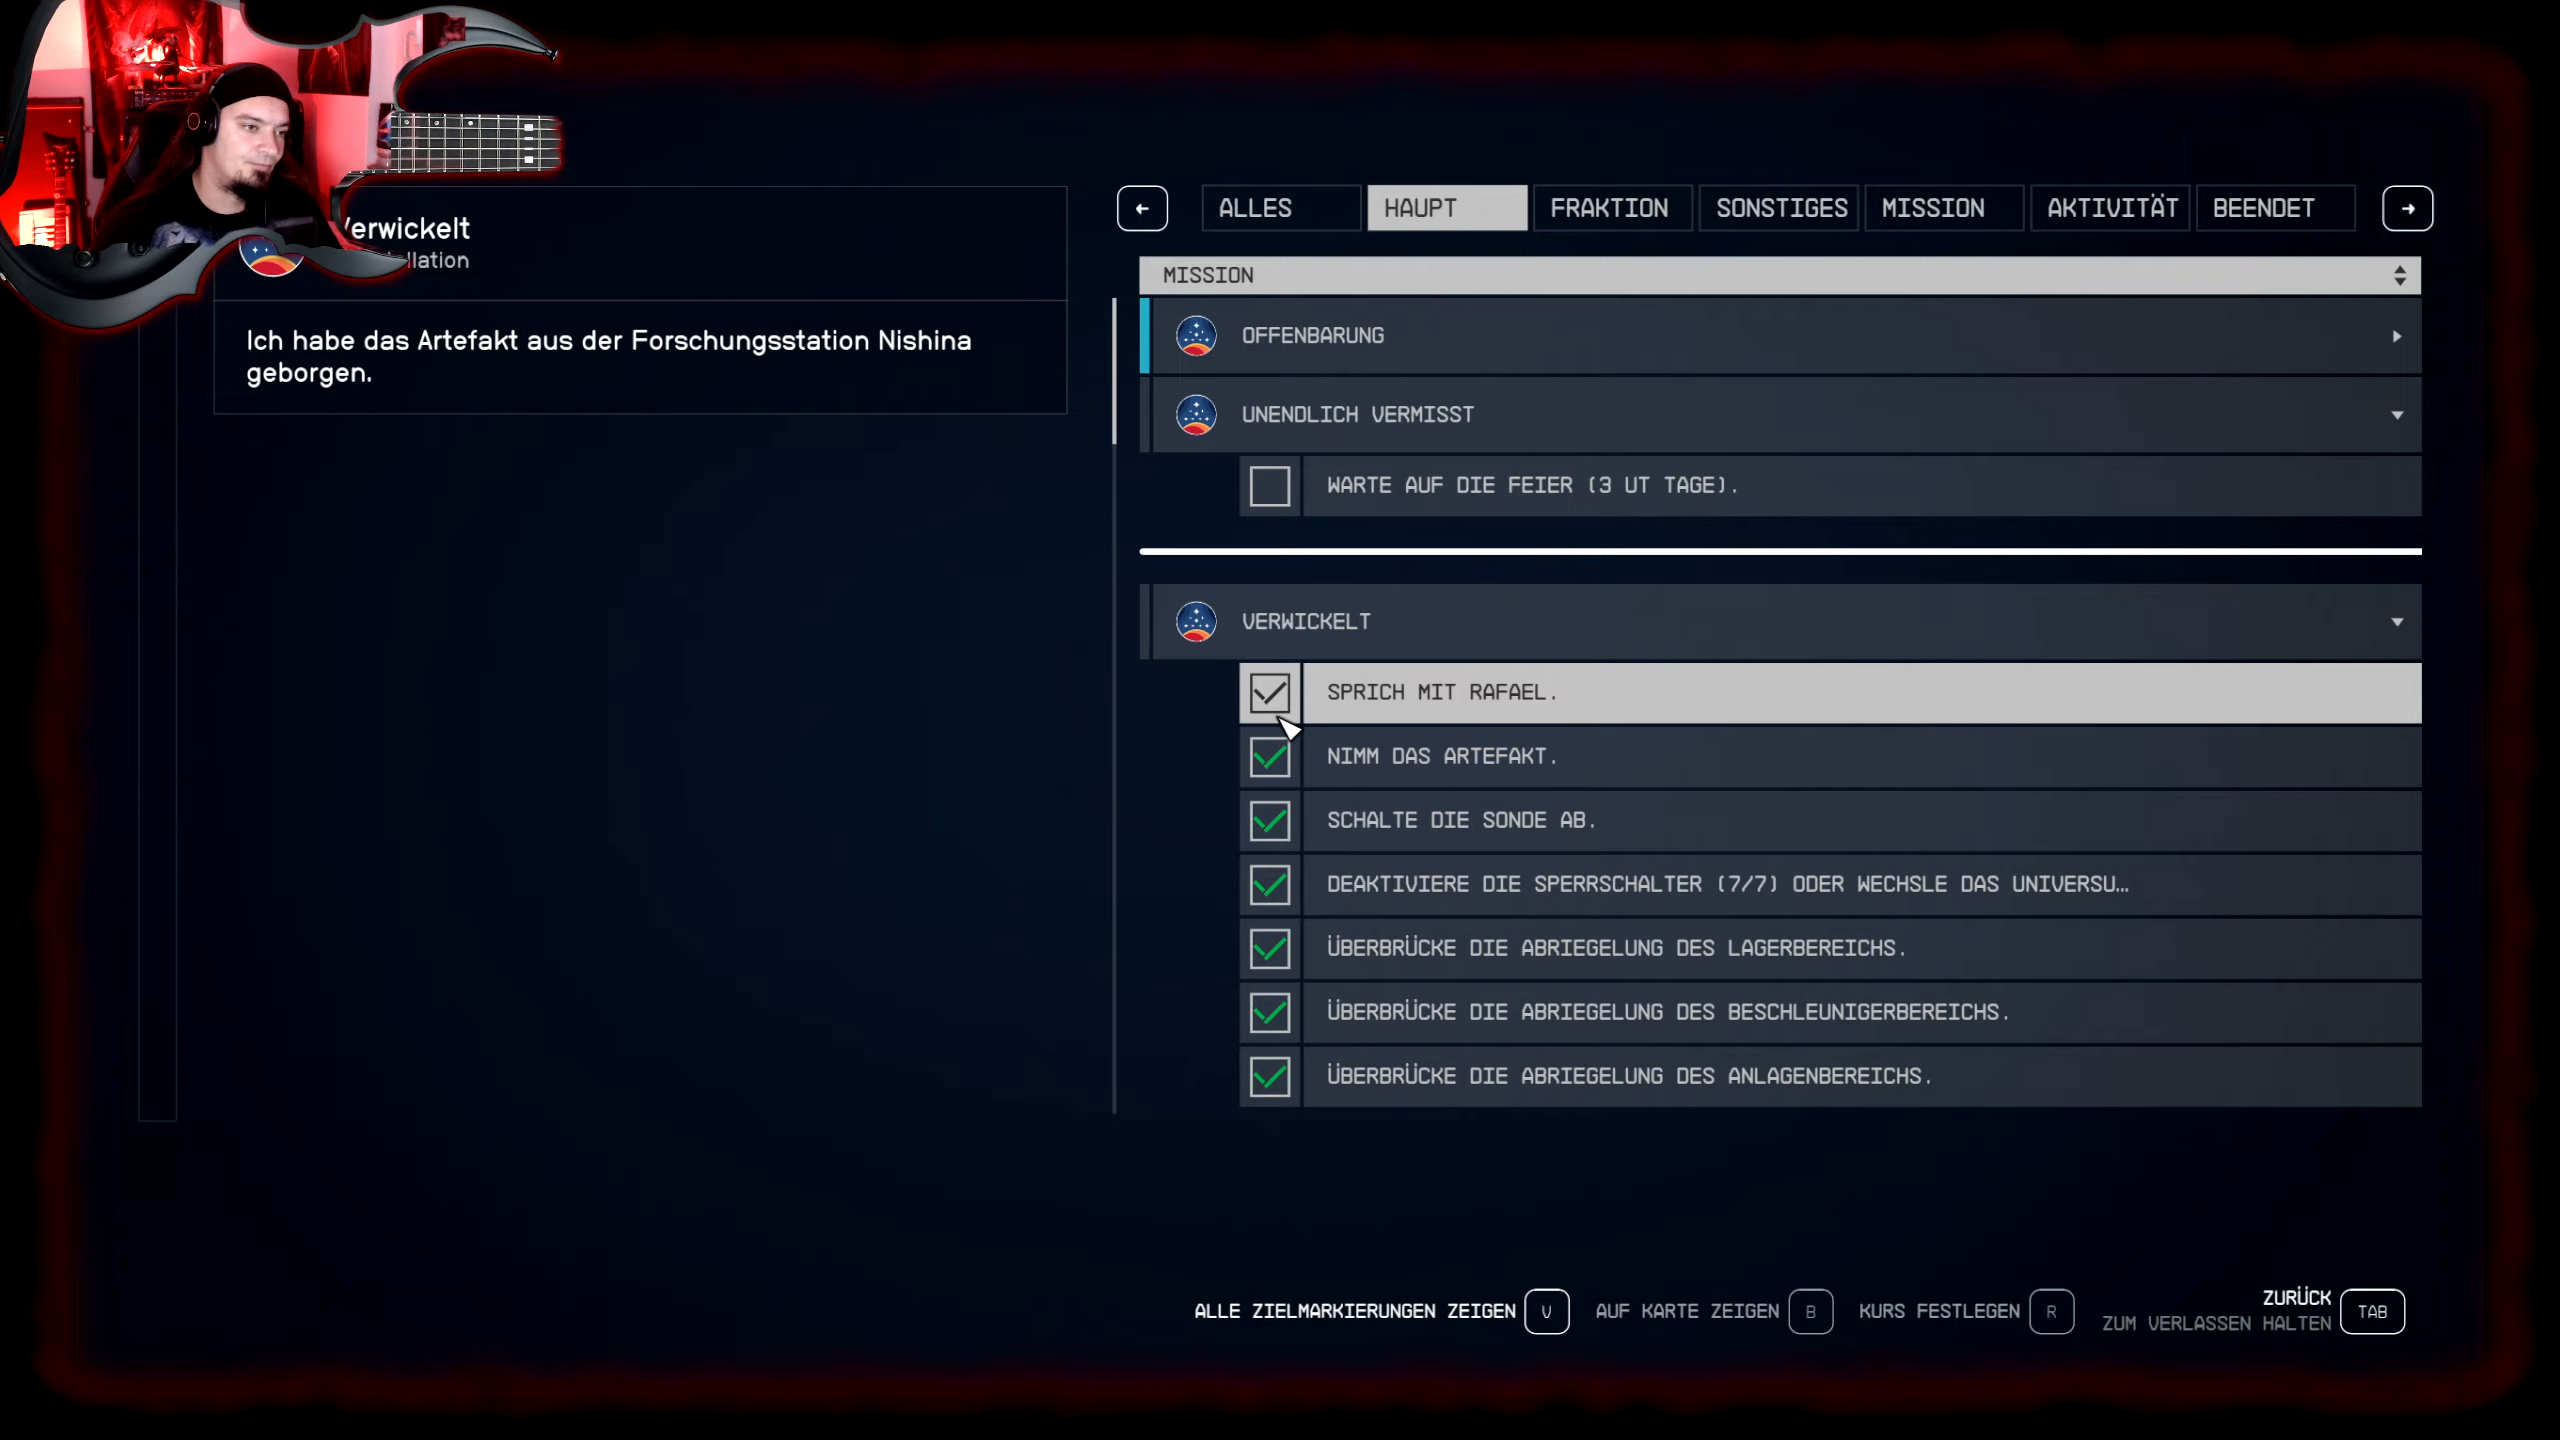 erwickelt
llation
Ich habe das Artefakt aus der Forschungsstation Nishina
geborgen.
ALLES
HAUPT
FRAKTION
SONSTIGES
MISSION
AKTIVITÄT
BEENDET
MISSION
OFFENBARUNG
UNENDLICH VERMISST
WARTE AUF DIE FEIER (3 UT TAGE).
VERWICKELT
SPRICH MIT RAFAEL.
NIMM DAS ARTEFAKT.
SCHALTE DIE SONDE AB.
DEAKTIVIERE DIE SPERRSCHALTER (7/7) ODER WECHSLE DAS UNIVERSU...
ÜBERBRÜCKE DIE ABRIEGELUNG DES LAGERBEREICHS.
ÜBERBRÜCKE DIE ABRIEGELUNG DES BESCHLEUNIGERBEREICHS.
ÜBERBRÜCKE DIE ABRIEGELUNG DES ANLAGENBEREICHS.
ALLE ZIELMARKIERUNGEN ZEIGEN V
AUF KARTE ZEIGEN B
KURS FESTLEGEN R
ZURÜCK
ZUM VERLASSEN HALTEN
TAB